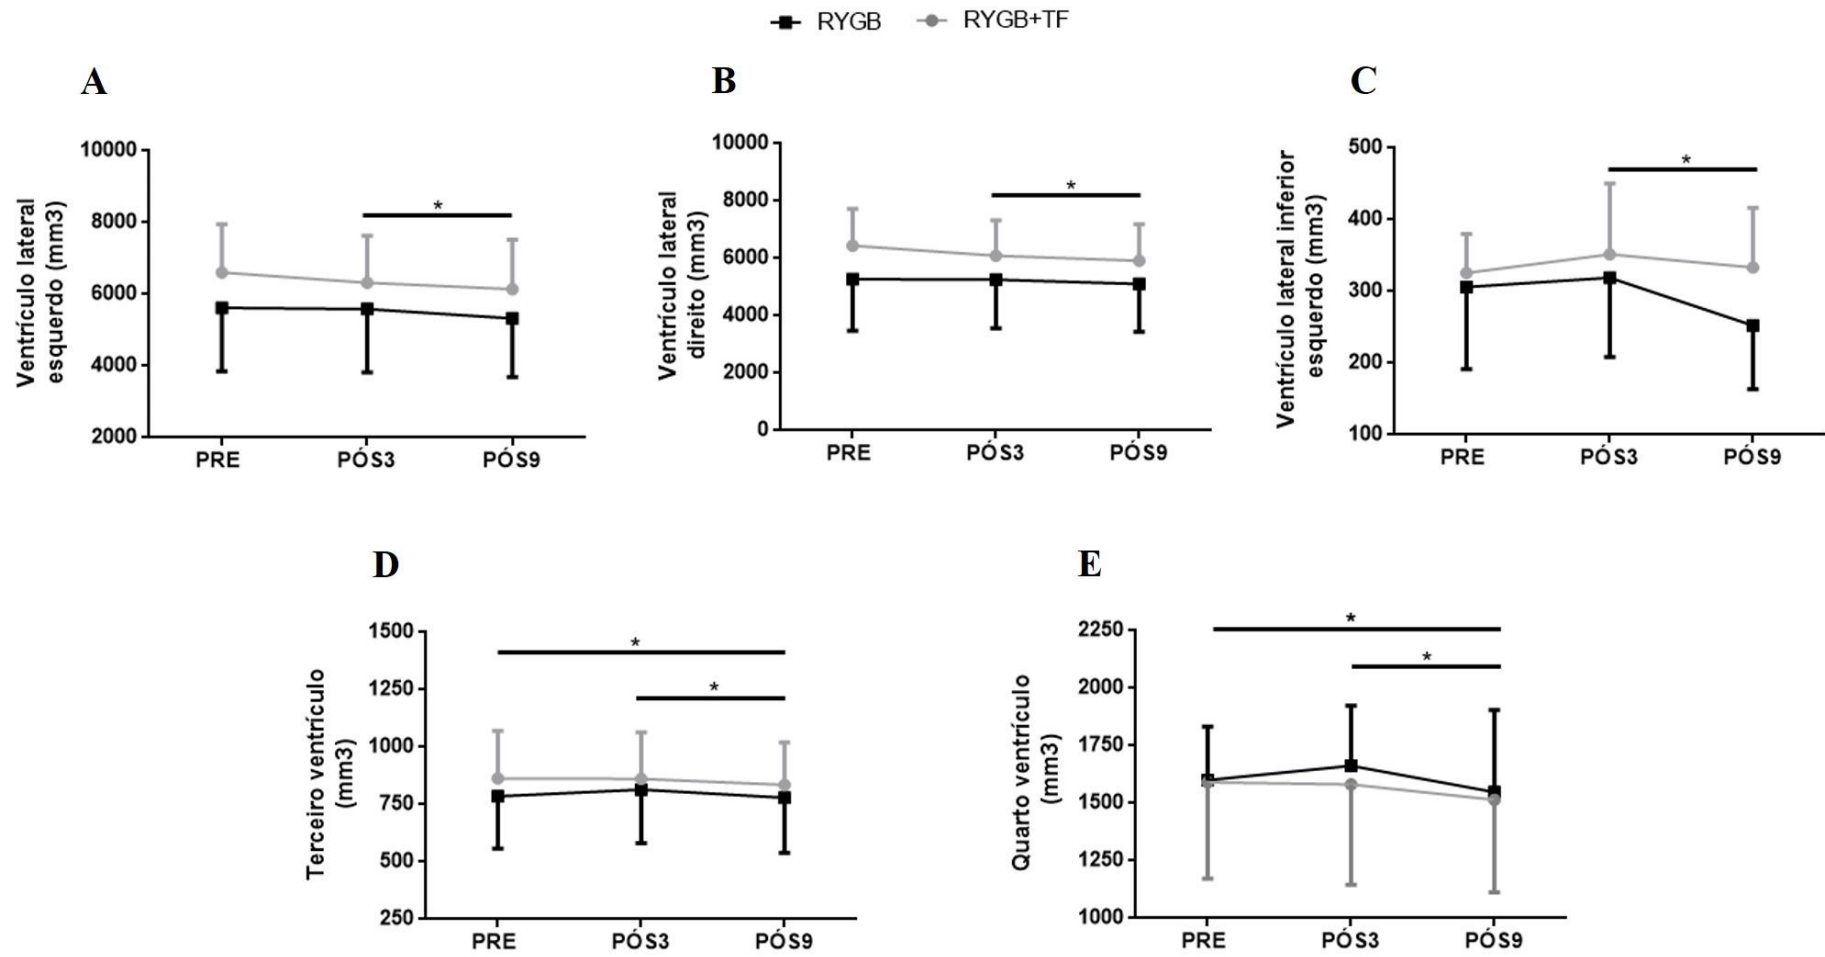 RYGB RYGB+TF
A
Ventrículo lateral
esquerdo (mm3)
10000
8000
6000
4000
2000
*
PRE PÓS3 PÓS9
B
Ventrículo lateral
direito (mm3)
10000
8000
6000
4000
2000
0
*
PRE PÓS3 PÓS9
C
Ventrículo lateral inferior
esquerdo (mm3)
500
400
300
200
100
*
PRE PÓS3 PÓS9
D
Terceiro ventrículo
(mm3)
1500
1250
1000
750
500
250
*
*
PRE PÓS3 PÓS9
E
Quarto ventrículo
(mm3)
2250
2000
1750
1500
1250
1000
*
*
PRE PÓS3 PÓS9